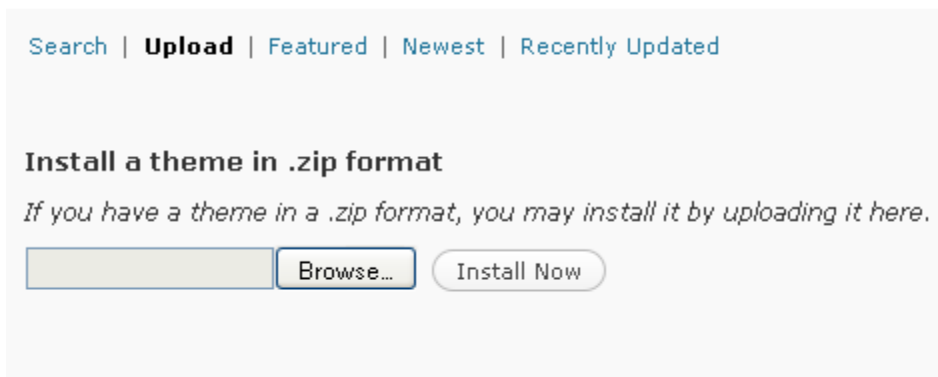 Search | Upload | Featured | Newest | Recently Updated
Install a theme in .zip format
If you have a theme in a .zip format, you may install it by uploading it here.
Browse... Install Now